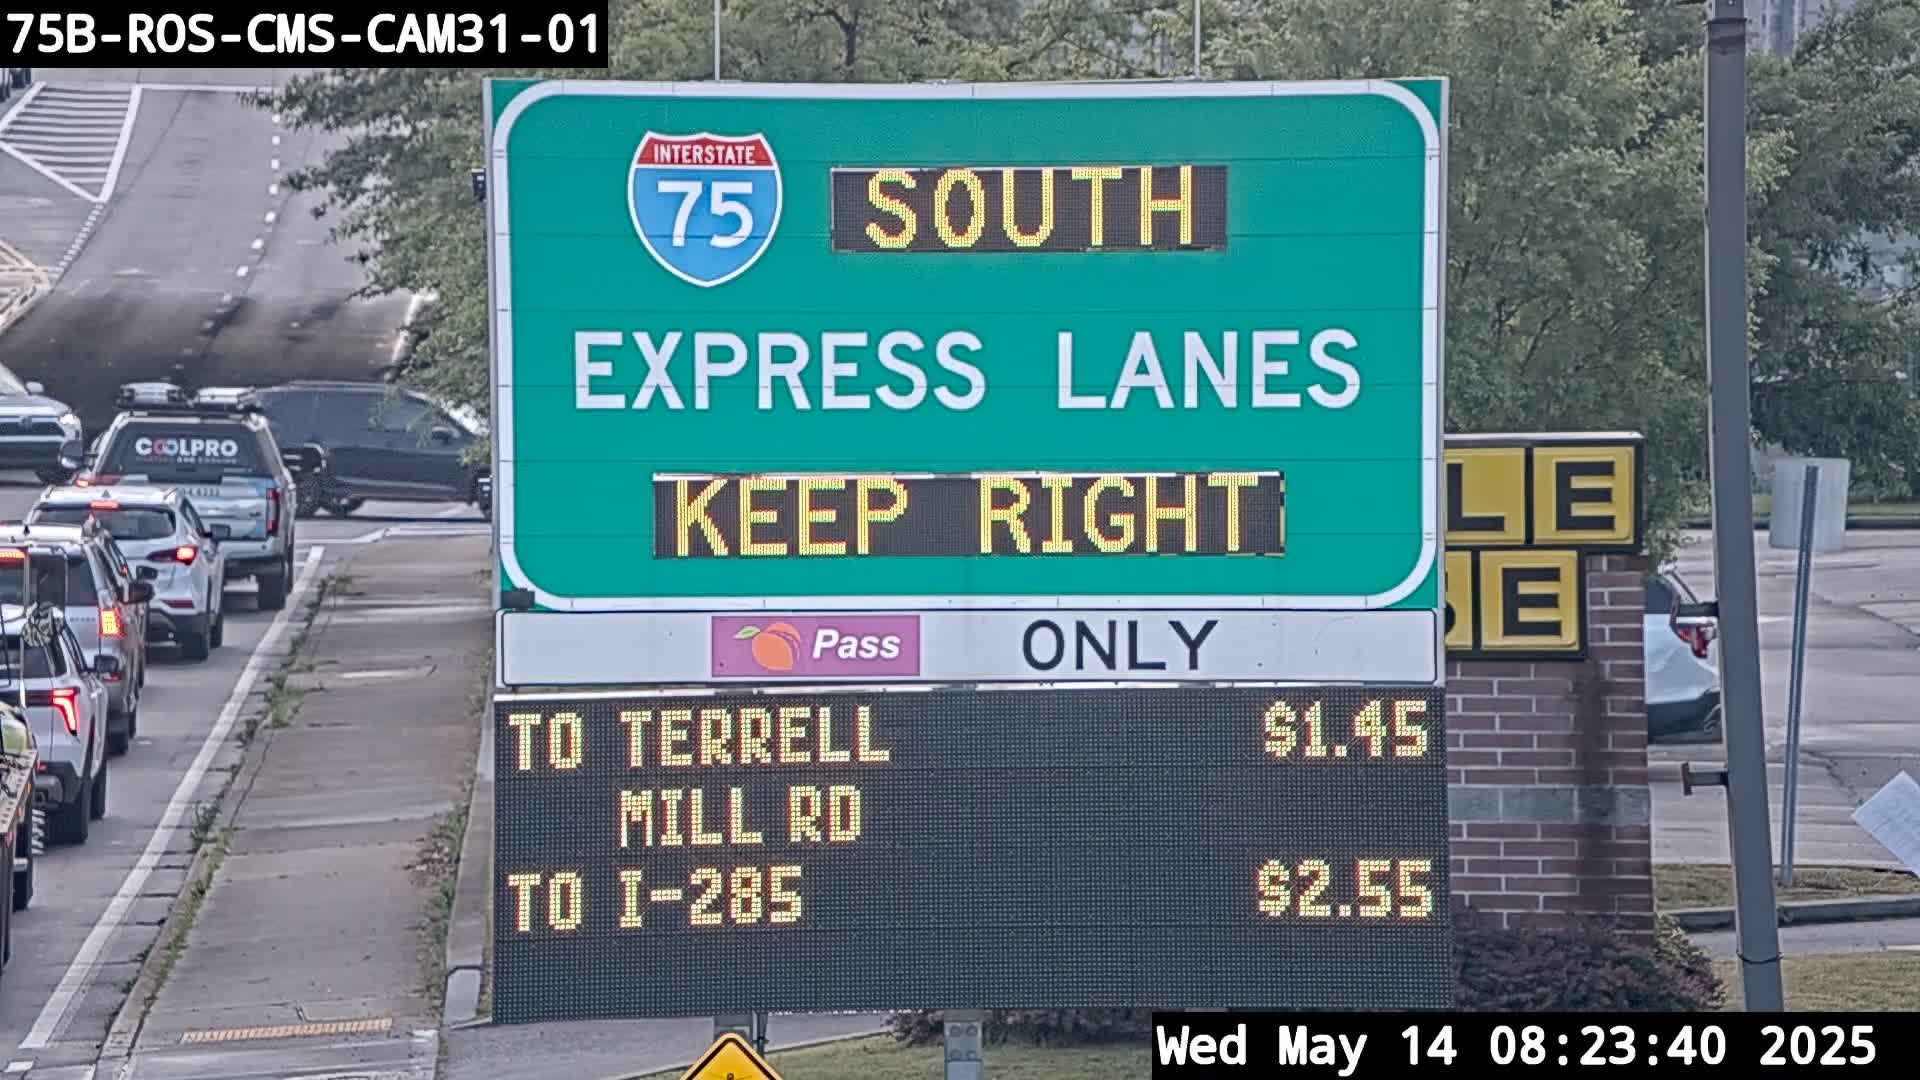 75B-ROS-CMS-CAM31-01
INTERSTATE
75
SOUTH
EXPRESS LANES
KEEP RIGHT
Pass ONLY
TO TERRELL $1.45
MILL RD
TO I-285 $2.55
COOLPRO
LE
E
Wed May 14 08:23:40 2025